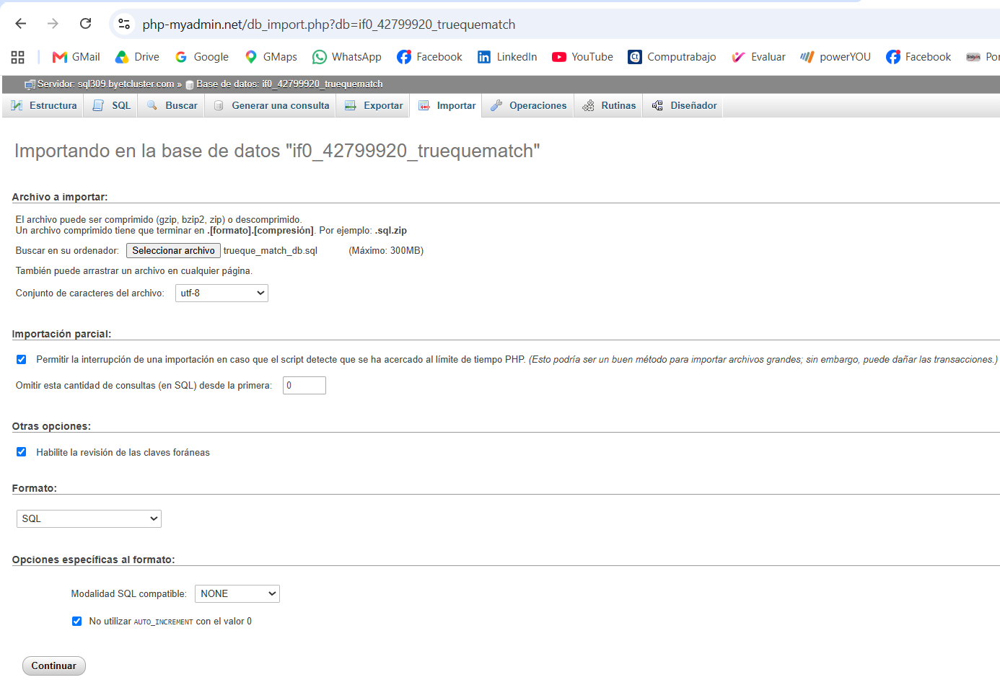 php-myadmin.net/db_import.php?db=if0_42799920_truequematch
GMail Drive Google GMaps WhatsApp Facebook LinkedIn YouTube Computrabajo Evaluar powerYOU Facebook
Servidor: sql309.byetcluster.com » Base de datos: if0_42799920_truequematch
Estructura SQL Buscar Generar una consulta Exportar Importar Operaciones Rutinas Diseñador
Importando en la base de datos "if0_42799920_truequematch"
Archivo a importar:
El archivo puede ser comprimido (gzip, bzip2, zip) o descomprimido.
Un archivo comprimido tiene que terminar en .[formato].[compresión]. Por ejemplo: .sql.zip
Buscar en su ordenador: Seleccionar archivo trueque_match_db.sql (Máximo: 300MB)
También puede arrastrar un archivo en cualquier página.
Conjunto de caracteres del archivo: utf-8
Importación parcial:
Permitir la interrupción de una importación en caso que el script detecte que se ha acercado al límite de tiempo PHP. (Esto podría ser un buen método para importar archivos grandes; sin embargo, puede dañar las transacciones.)
Omitir esta cantidad de consultas (en SQL) desde la primera: 0
Otras opciones:
Habilite la revisión de las claves foráneas
Formato:
SQL
Opciones específicas al formato:
Modalidad SQL compatible: NONE
No utilizar AUTO_INCREMENT con el valor 0
Continuar